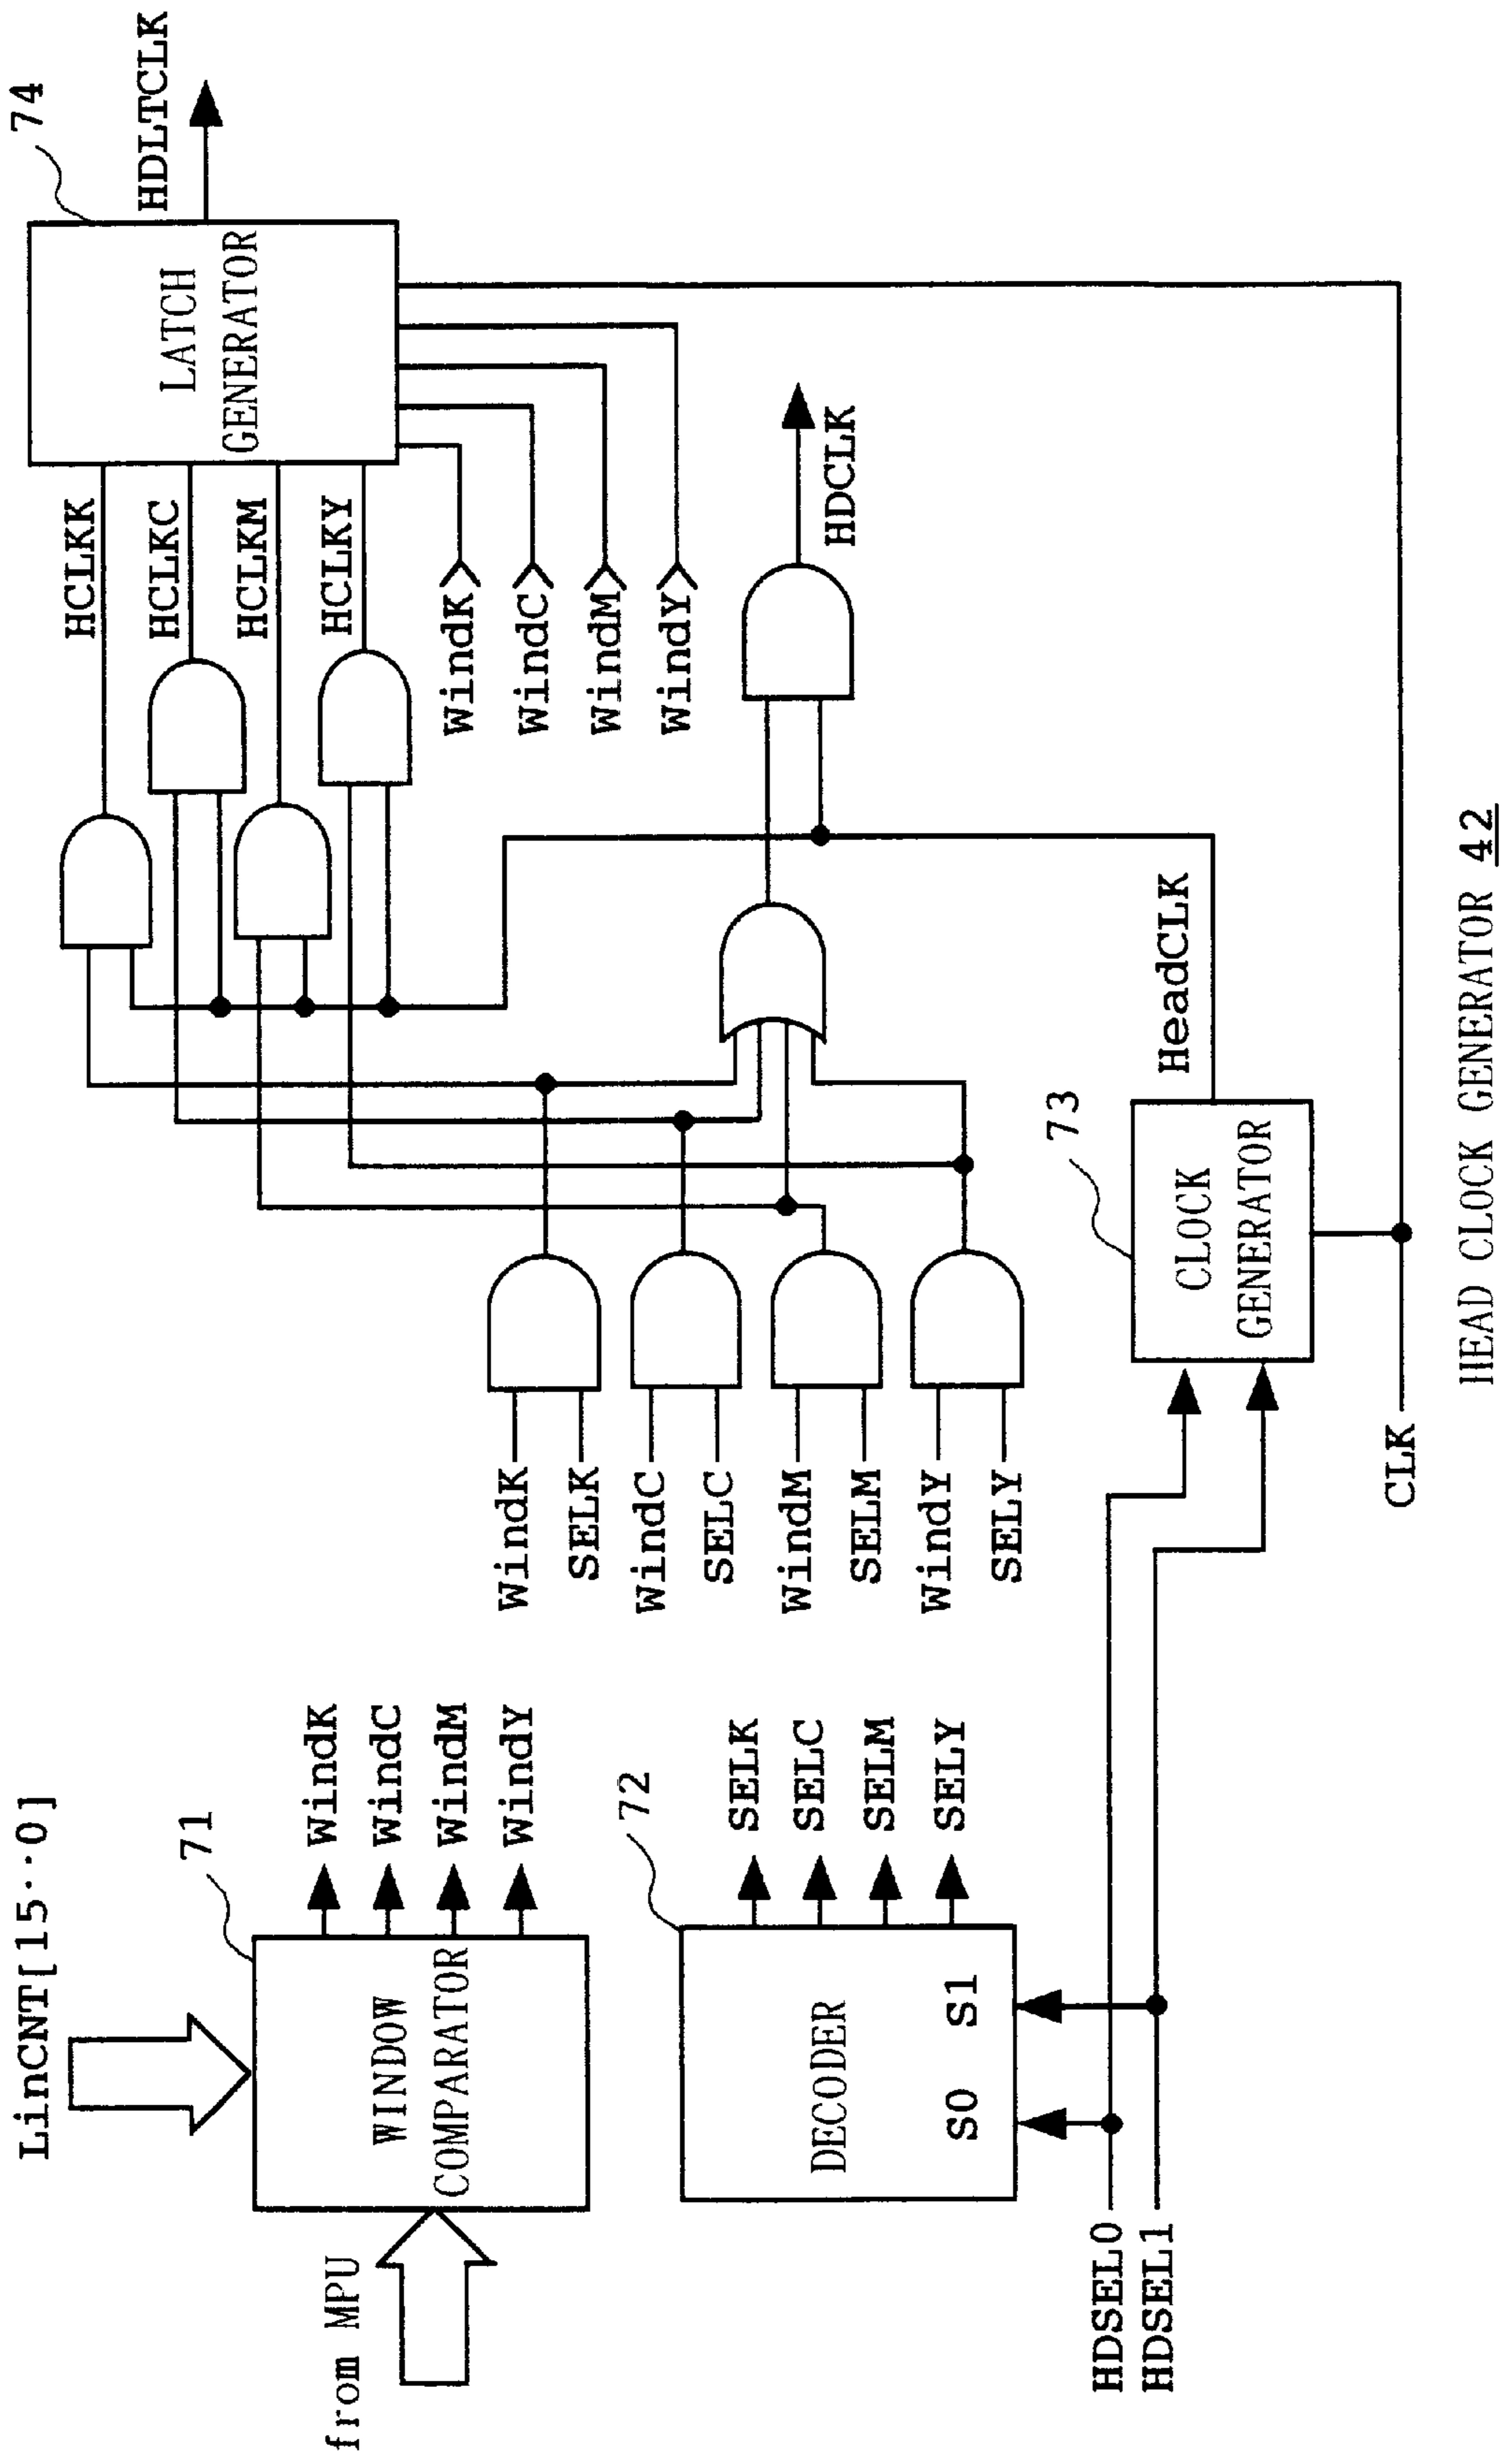 LinCNT[15··0]
from MPU
71
WINDOW
COMPARATOR
WindK
WindC
WindM
WindY
72
DECODER
S0 S1
SELK
SELC
SELM
SELY
HDSEL0
HDSEL1
WindK
SELK
WindC
SELC
WindM
SELM
WindY
SELY
73
CLOCK
GENERATOR
CLK
HeadCLK
HCLKK
HCLKC
HCLKM
HCLKY
WindK
WindC
WindM
WindY
74
LATCH
GENERATOR
HDLTCLK
HDCLK
HEAD CLOCK GENERATOR 42